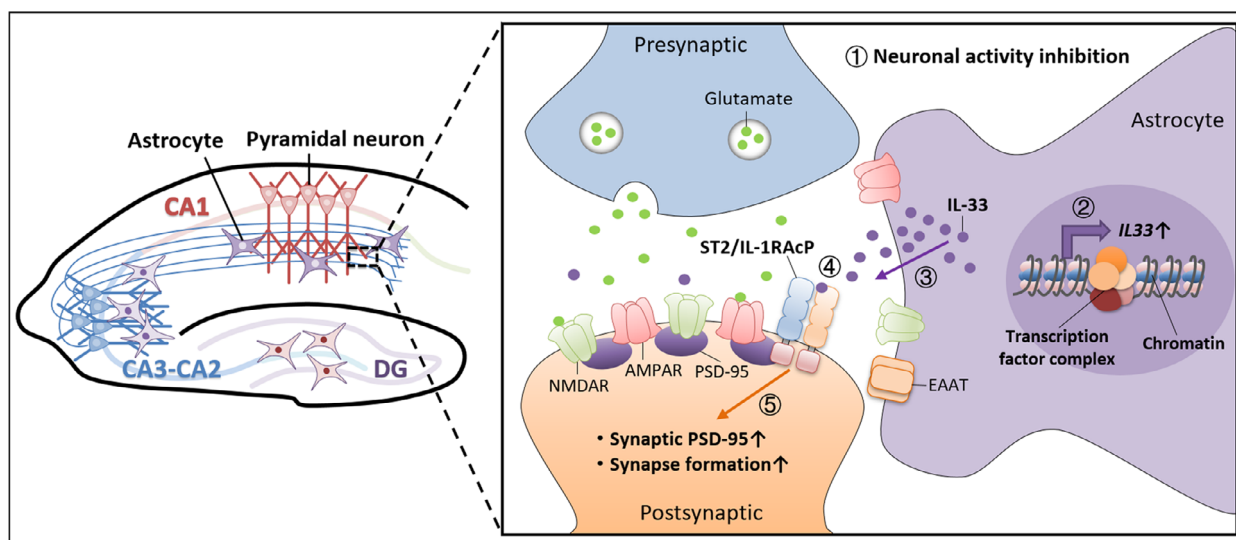 Astrocyte
Pyramidal neuron
CA1
CA3-CA2
DG
Presynaptic
Glutamate
① Neuronal activity inhibition
Astrocyte
IL-33
②
IL33↑
ST2/IL-1RAcP
④
③
Transcription
factor complex
Chromatin
NMDAR
AMPAR
PSD-95
EAAT
⑤
• Synaptic PSD-95↑
• Synapse formation↑
Postsynaptic